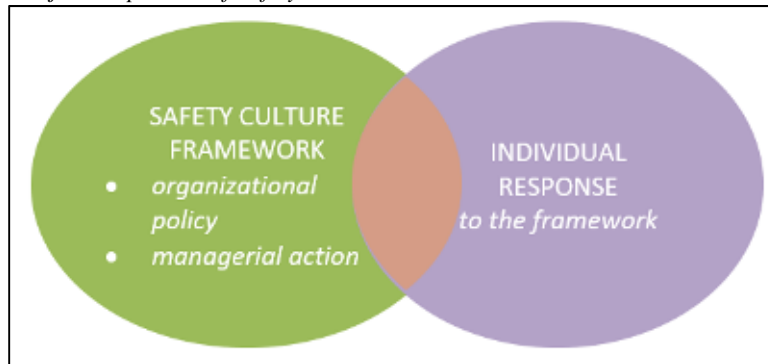 SAFETY CULTURE
FRAMEWORK
• organizational
policy
• managerial action
INDIVIDUAL
RESPONSE
to the framework